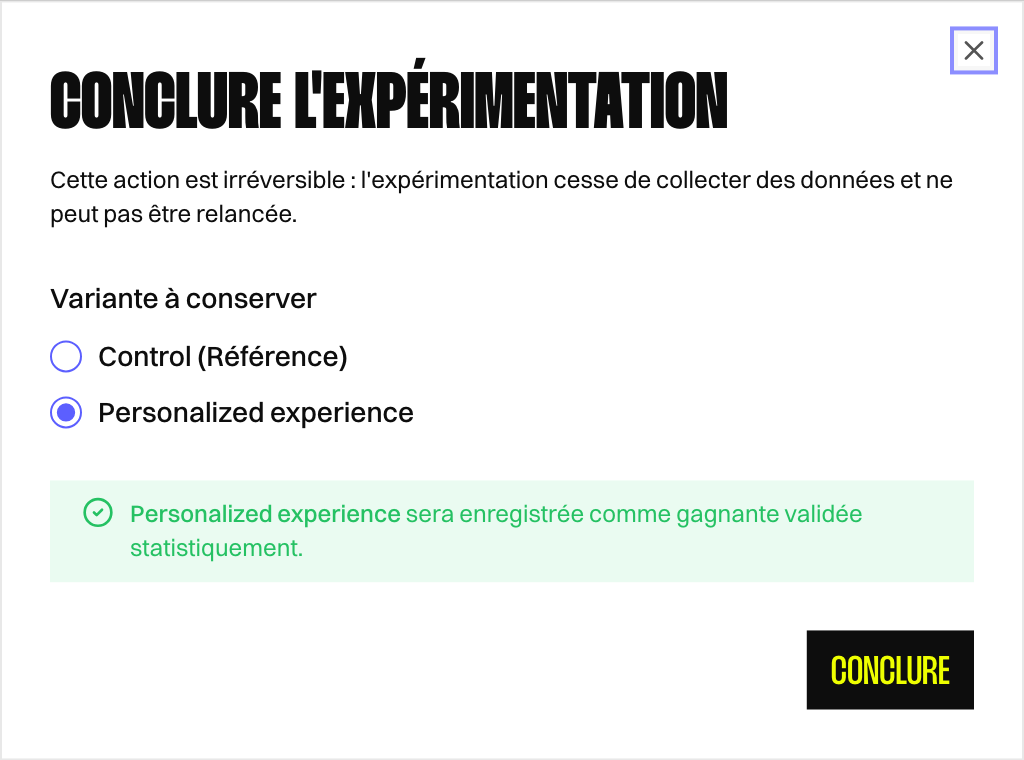 CONCLURE L'EXPÉRIMENTATION
Cette action est irréversible : l'expérimentation cesse de collecter des données et ne
peut pas être relancée.
Variante à conserver
Control (Référence)
Personalized experience
Personalized experience sera enregistrée comme gagnante validée
statistiquement.
CONCLURE